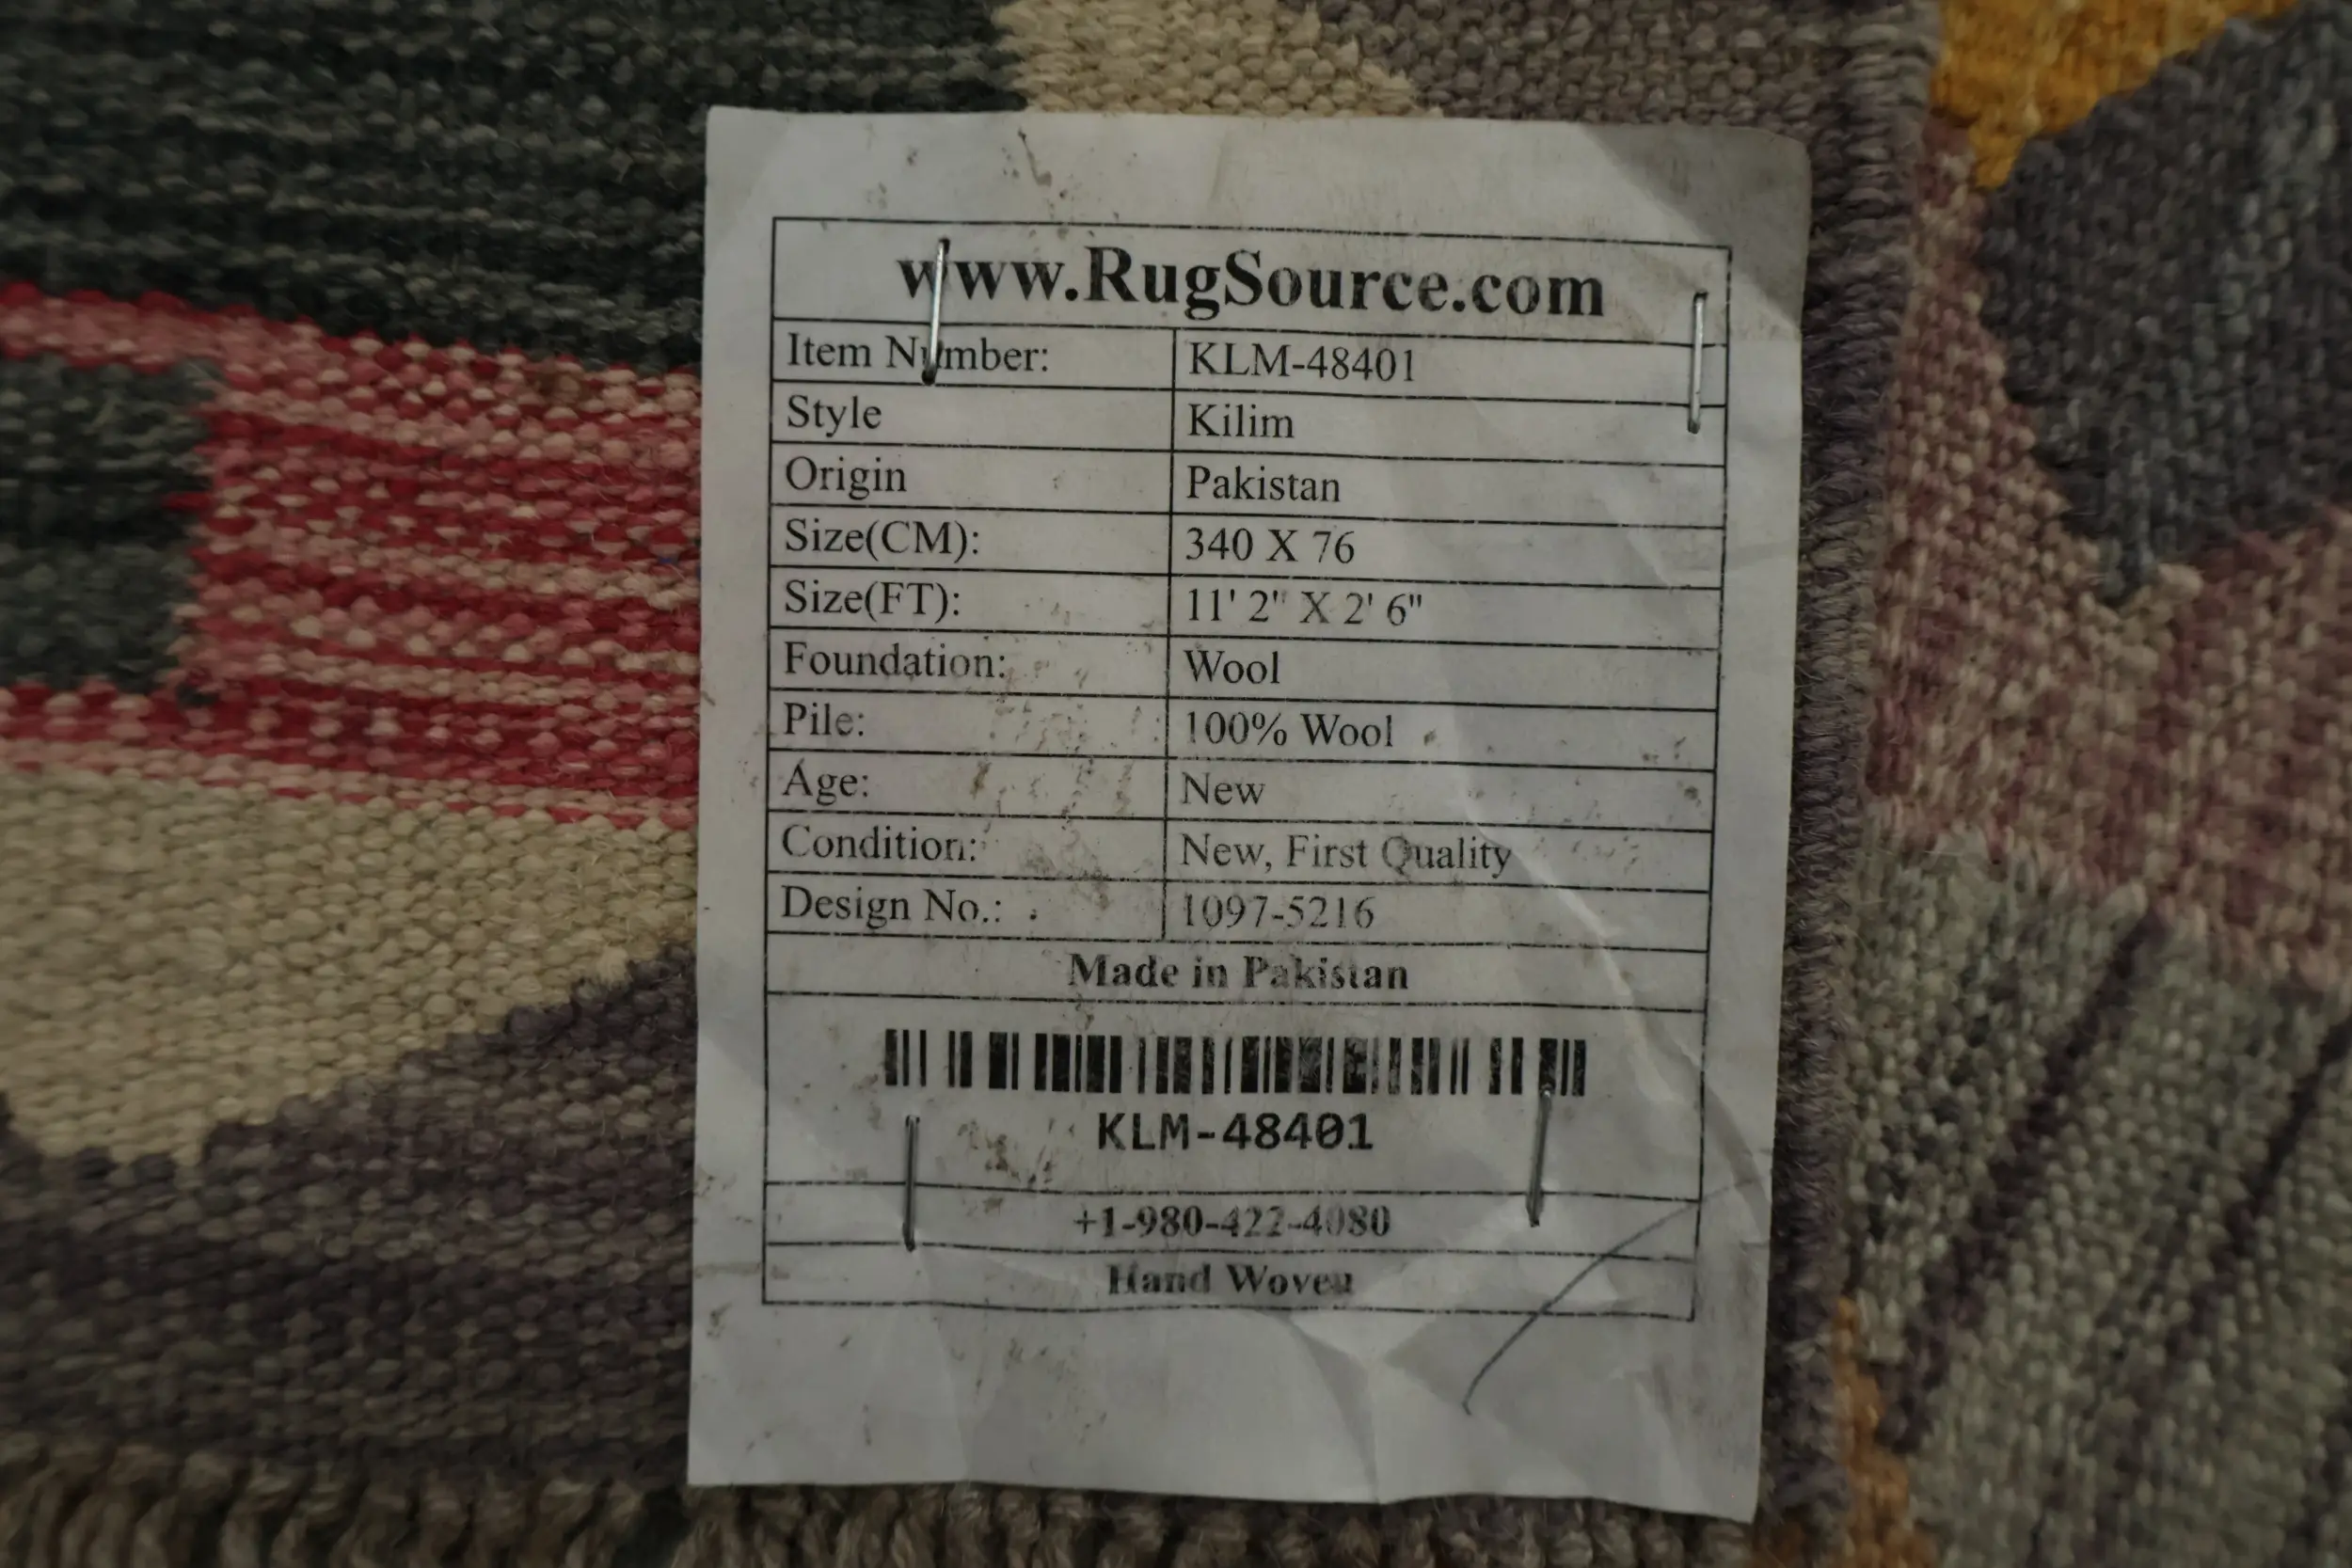 www.RugSource.com
Item Number: KLM-48401
Style Kilim
Origin Pakistan
Size(CM): 340 X 76
Size(FT): 11' 2" X 2' 6"
Foundation: Wool
Pile: 100% Wool
Age: New
Condition: New, First Quality
Design No.: 1097-5216
Made in Pakistan
KLM-48401
+1-980-422-4080
Hand Woven